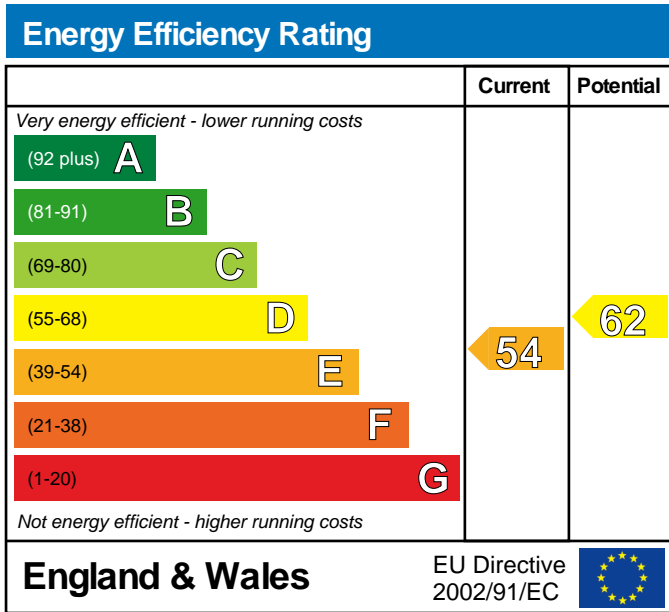 Energy Efficiency Rating
Current Potential
Very energy efficient - lower running costs
(92 plus) A
(81-91) B
(69-80) C
(55-68) D
62
(39-54) E
54
(21-38) F
(1-20) G
Not energy efficient - higher running costs
England & Wales
EU Directive
2002/91/EC